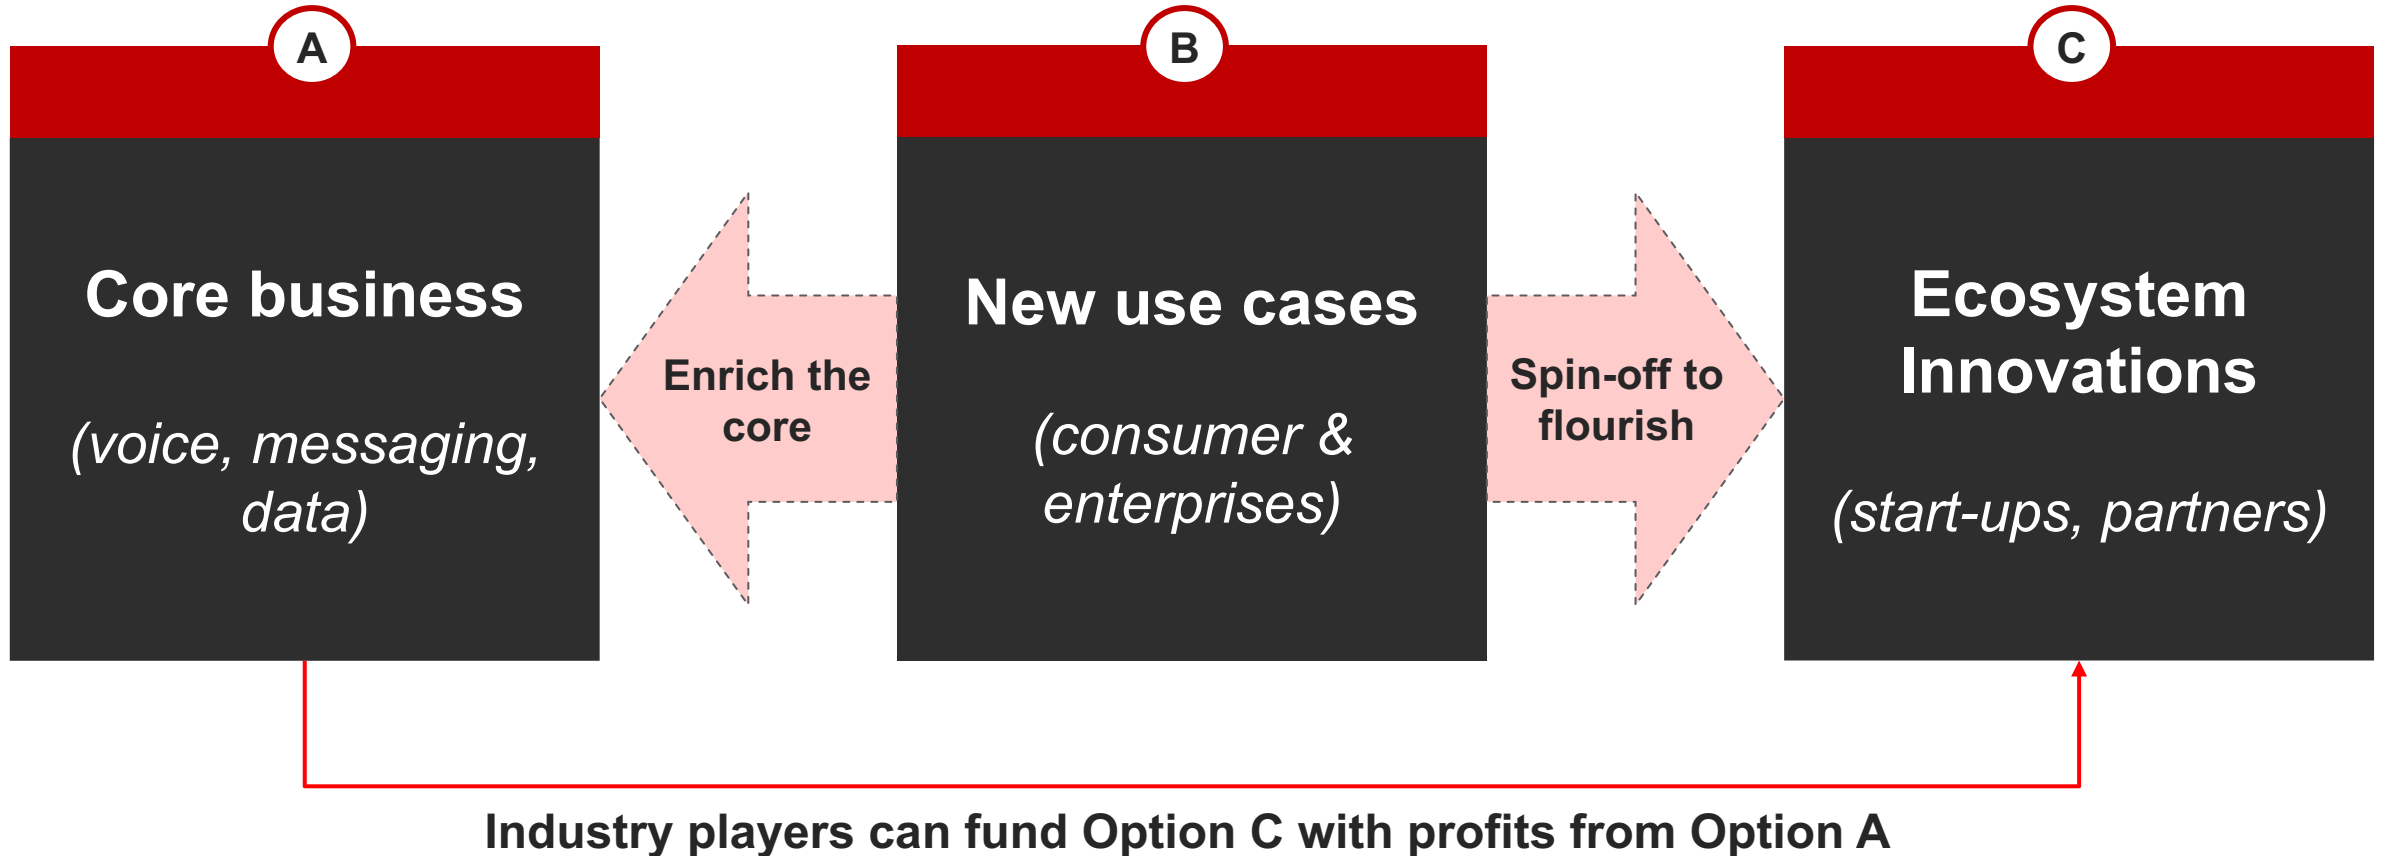 A
Core business
(voice, messaging,
data)
Enrich the
core
B
New use cases
(consumer &
enterprises)
Spin-off to
flourish
C
Ecosystem
Innovations
(start-ups, partners)
Industry players can fund Option C with profits from Option A